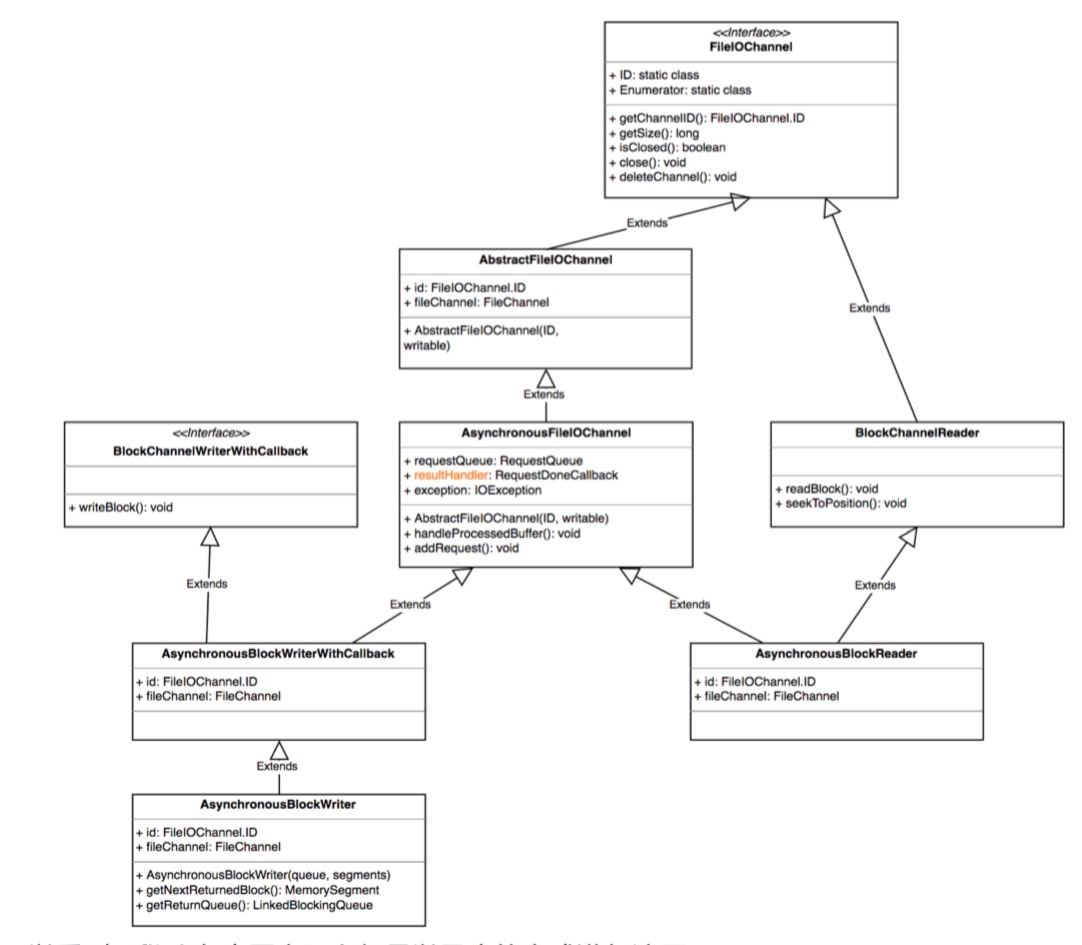 <<Interface>>
FileIOChannel
+ ID: static class
+ Enumerator: static class
+ getChannelID(): FileIOChannel.ID
+ getSize(): long
+ isClosed(): boolean
+ close(): void
+ deleteChannel(): void
Extends
AbstractFileIOChannel
+ id: FileIOChannel.ID
+ fileChannel: FileChannel
+ AbstractFileIOChannel(ID,
writable)
Extends
Extends
<<Interface>>
BlockChannelWriterWithCallback
+ writeBlock(): void
AsynchronousFileIOChannel
+ requestQueue: RequestQueue
+ resultHandler: RequestDoneCallback
+ exception: IOException
+ AbstractFileIOChannel(ID, writable)
+ handleProcessedBuffer(): void
+ addRequest(): void
BlockChannelReader
+ readBlock(): void
+ seekToPosition(): void
Extends
Extends
Extends
Extends
AsynchronousBlockWriterWithCallback
+ id: FileIOChannel.ID
+ fileChannel: FileChannel
AsynchronousBlockReader
+ id: FileIOChannel.ID
+ fileChannel: FileChannel
Extends
AsynchronousBlockWriter
+ id: FileIOChannel.ID
+ fileChannel: FileChannel
+ AsynchronousBlockWriter(queue, segments)
+ getNextReturnedBlock(): MemorySegment
+ getReturnQueue(): LinkedBlockingQueue